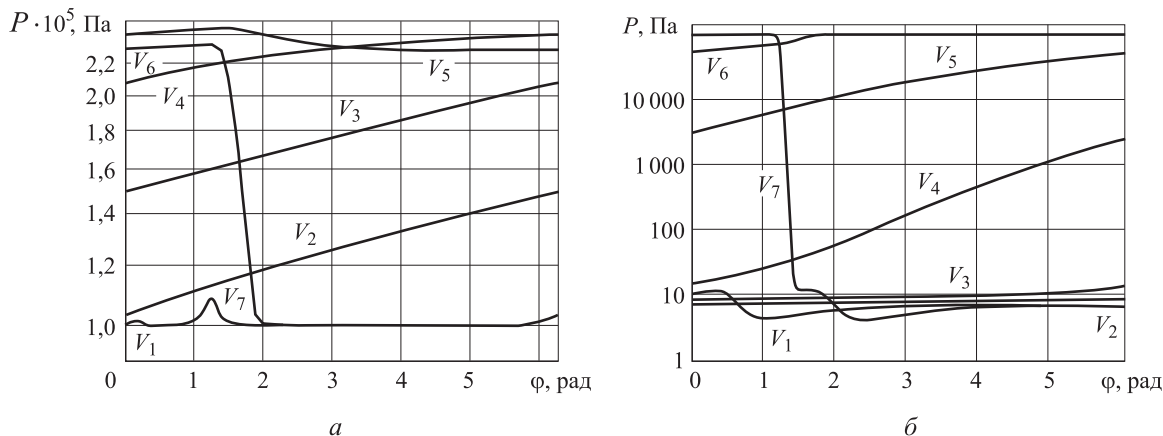 P · 10⁵, Па
2,2
2,0
1,8
1,6
1,4
1,2
1,0
0 1 2 3 4 5 φ, рад
V₆
V₄
V₅
V₃
V₂
V₇
V₁
а
P, Па
10 000
1 000
100
10
1
0 1 2 3 4 5 φ, рад
V₆
V₅
V₇
V₄
V₃
V₁
V₂
б